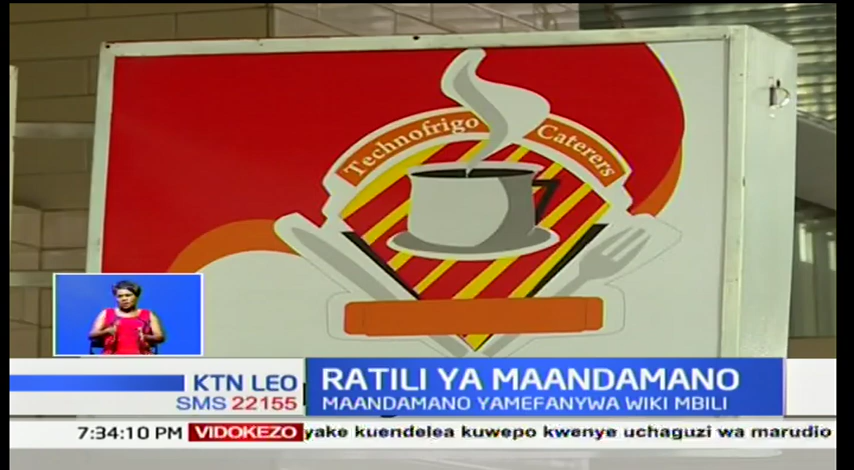 Technofrigo Caterers
KTN LEO
SMS 22155
RATILI YA MAANDAMANO
MAANDAMANO YAMEFANYWA WIKI MBILI
7:34:10 PM
VIDOKEZO
yake kuendelea kuwepo kwenye uchaguzi wa marudio